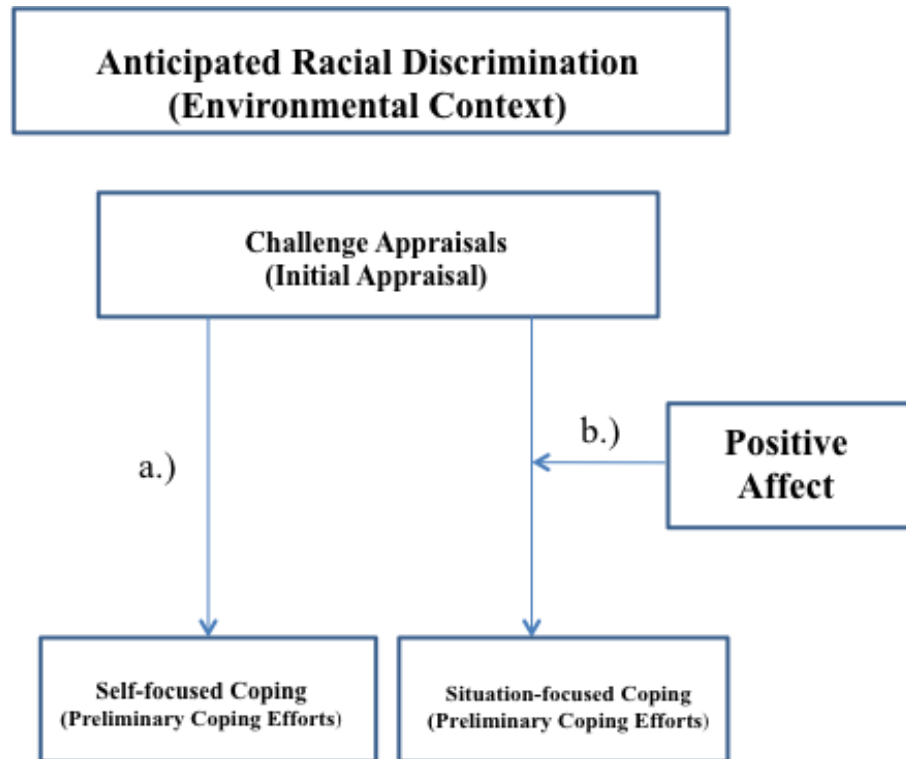 Anticipated Racial Discrimination
(Environmental Context)
Challenge Appraisals
(Initial Appraisal)
a.)
b.)
Positive
Affect
Self-focused Coping
(Preliminary Coping Efforts)
Situation-focused Coping
(Preliminary Coping Efforts)